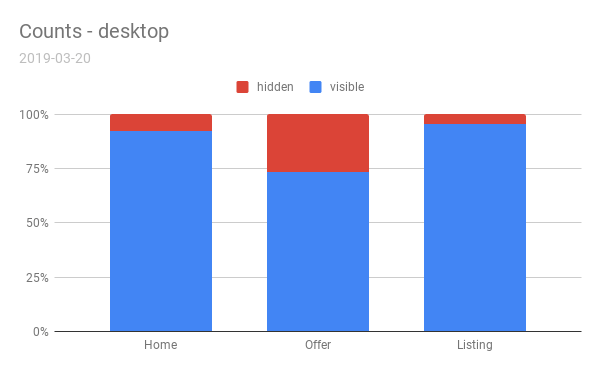 Counts - desktop
2019-03-20
hidden visible
100%
75%
50%
25%
0%
Home Offer Listing